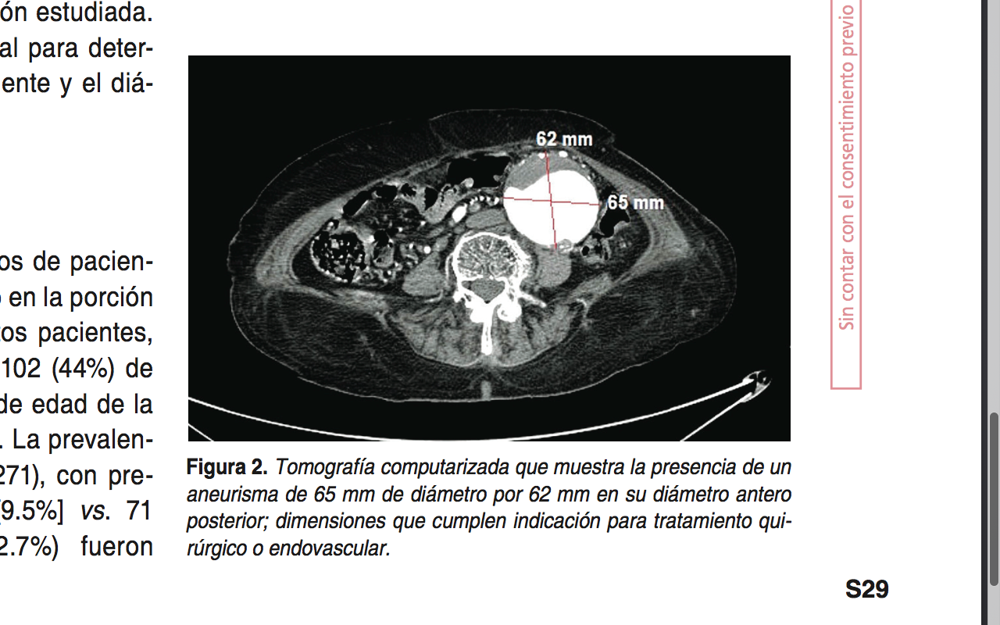 ón estudiada.
al para deter-
ente y el diá-
os de pacien-
en la porción
os pacientes,
102 (44%) de
de edad de la
. La prevalen-
271), con pre-
[9.5%] vs. 71
2.7%) fueron
62 mm
65 mm
Figura 2. Tomografía computarizada que muestra la presencia de un
aneurisma de 65 mm de diámetro por 62 mm en su diámetro antero
posterior; dimensiones que cumplen indicación para tratamiento qui-
rúrgico o endovascular.
Sin contar con el consentimiento previo
S29